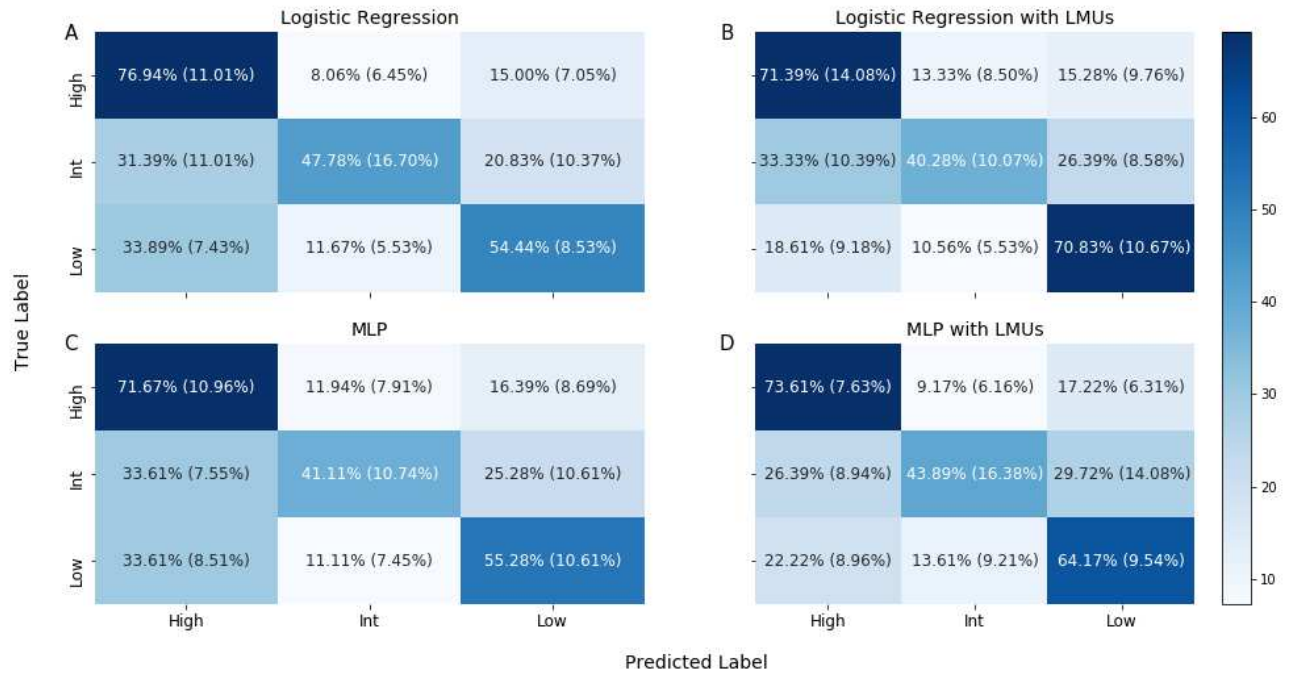 A
Logistic Regression
High
76.94% (11.01%)
8.06% (6.45%)
15.00% (7.05%)
Int
31.39% (11.01%)
47.78% (16.70%)
20.83% (10.37%)
Low
33.89% (7.43%)
11.67% (5.53%)
54.44% (8.53%)
B
Logistic Regression with LMUs
71.39% (14.08%)
13.33% (8.50%)
15.28% (9.76%)
33.33% (10.39%)
40.28% (10.07%)
26.39% (8.58%)
18.61% (9.18%)
10.56% (5.53%)
70.83% (10.67%)
C
MLP
High
71.67% (10.96%)
11.94% (7.91%)
16.39% (8.69%)
Int
33.61% (7.55%)
41.11% (10.74%)
25.28% (10.61%)
Low
33.61% (8.51%)
11.11% (7.45%)
55.28% (10.61%)
High
Int
Low
D
MLP with LMUs
73.61% (7.63%)
9.17% (6.16%)
17.22% (6.31%)
26.39% (8.94%)
43.89% (16.38%)
29.72% (14.08%)
22.22% (8.96%)
13.61% (9.21%)
64.17% (9.54%)
High
Int
Low
60
50
40
30
20
10
True Label
Predicted Label